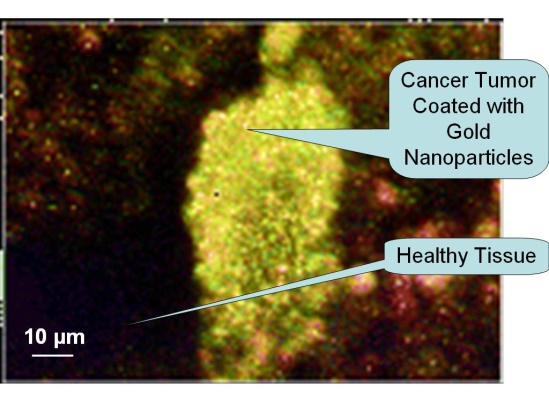 Cancer Tumor
Coated with
Gold
Nanoparticles
Healthy Tissue
10 µm